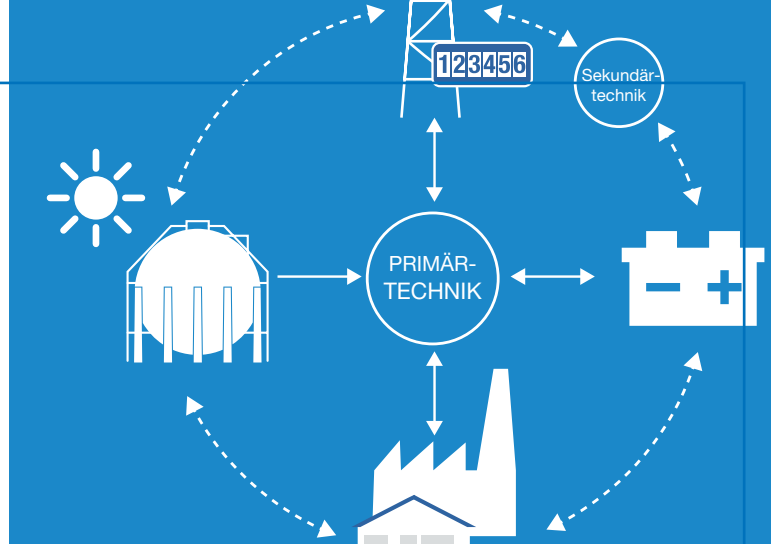 123456
Sekundär-
technik
PRIMÄR-
TECHNIK